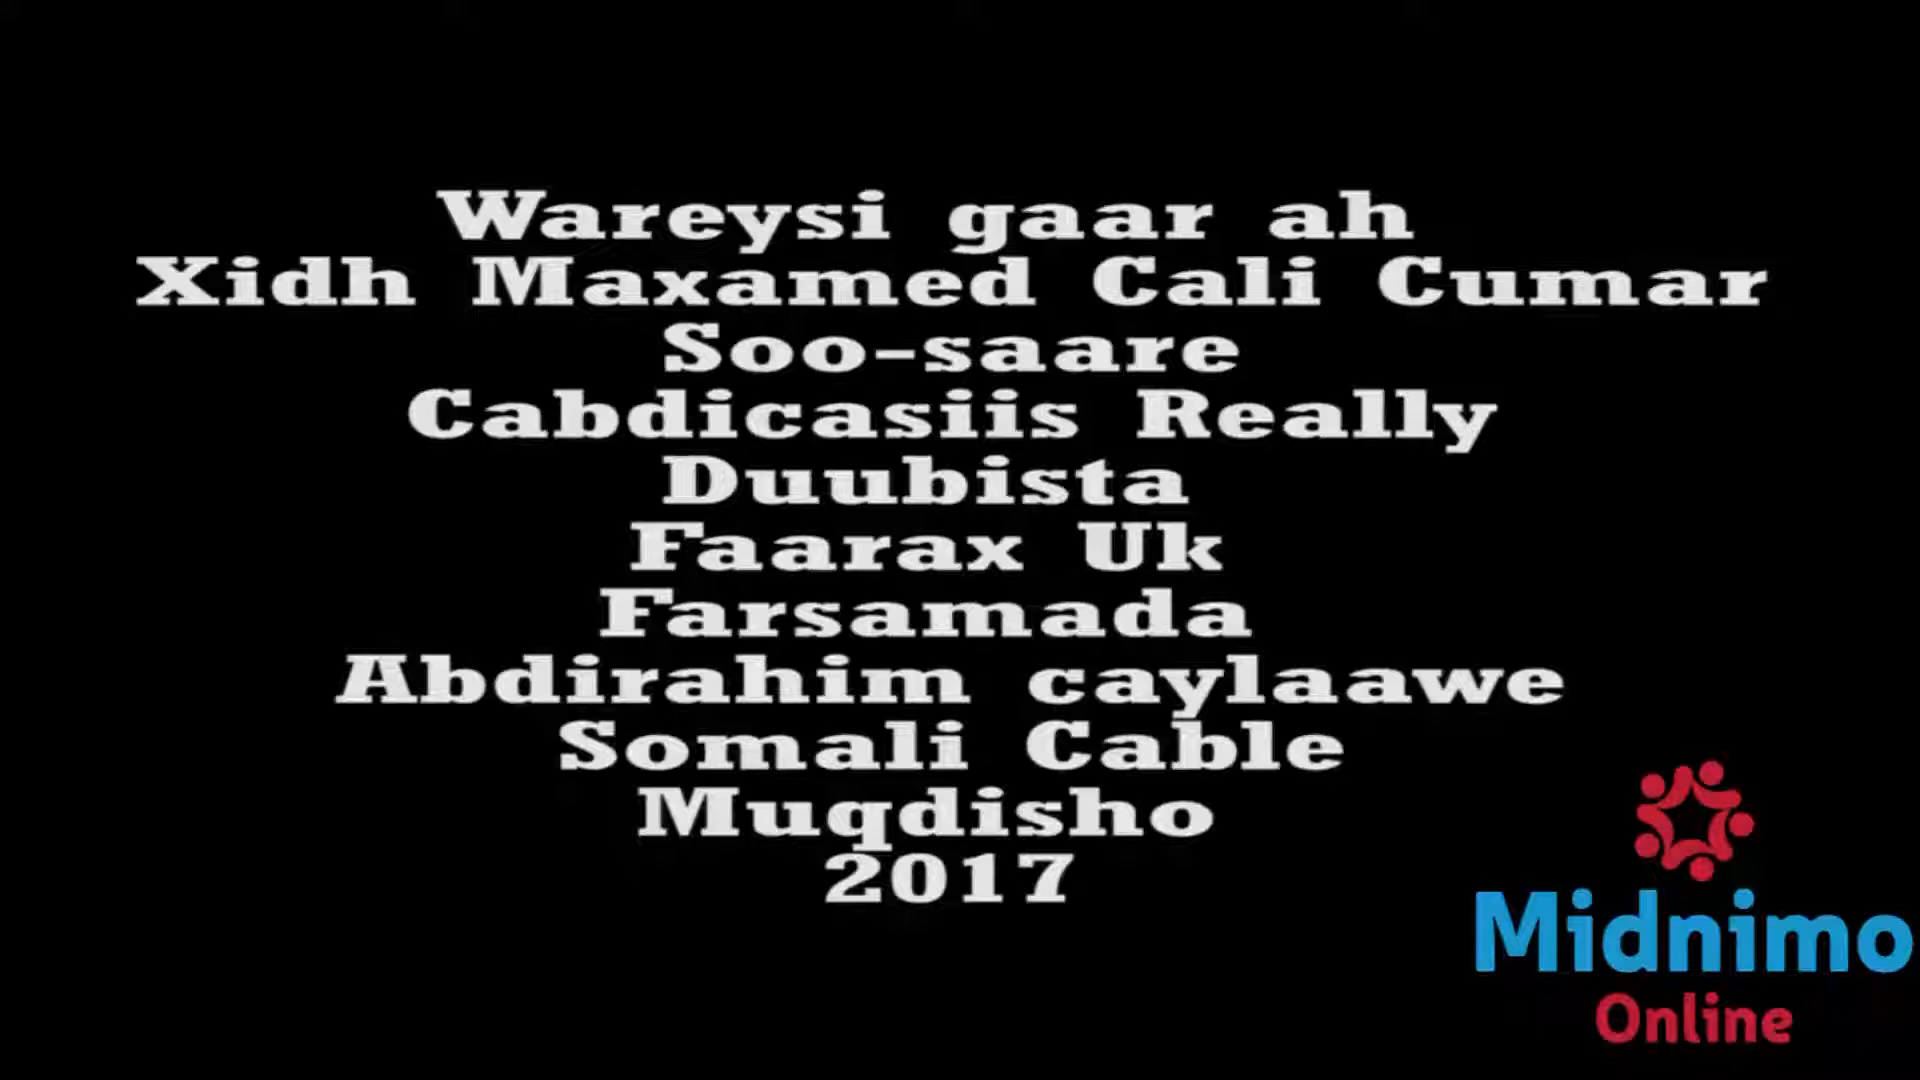 Wareysi gaar ah
Xidh Maxamed Cali Cumar
Soo-saare
Cabdicasiis Really
Duubista
Faarax Uk
Farsamada
Abdirahim caylaawe
Somali Cable
Muqdisho
2017
Midnimo
Online